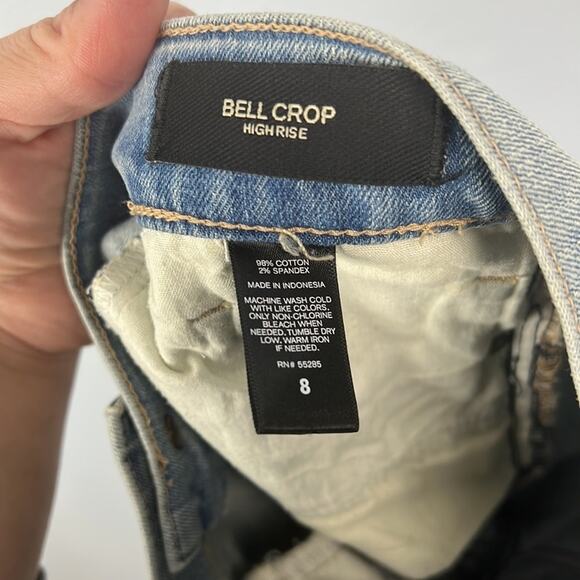 BELL CROP
HIGH RISE
98% COTTON
2% SPANDEX
MADE IN INDONESIA
MACHINE WASH COLD
WITH LIKE COLORS.
ONLY NON-CHLORINE
BLEACH WHEN
NEEDED. TUMBLE DRY
LOW. WARM IRON
IF NEEDED.
RN# 55285
8